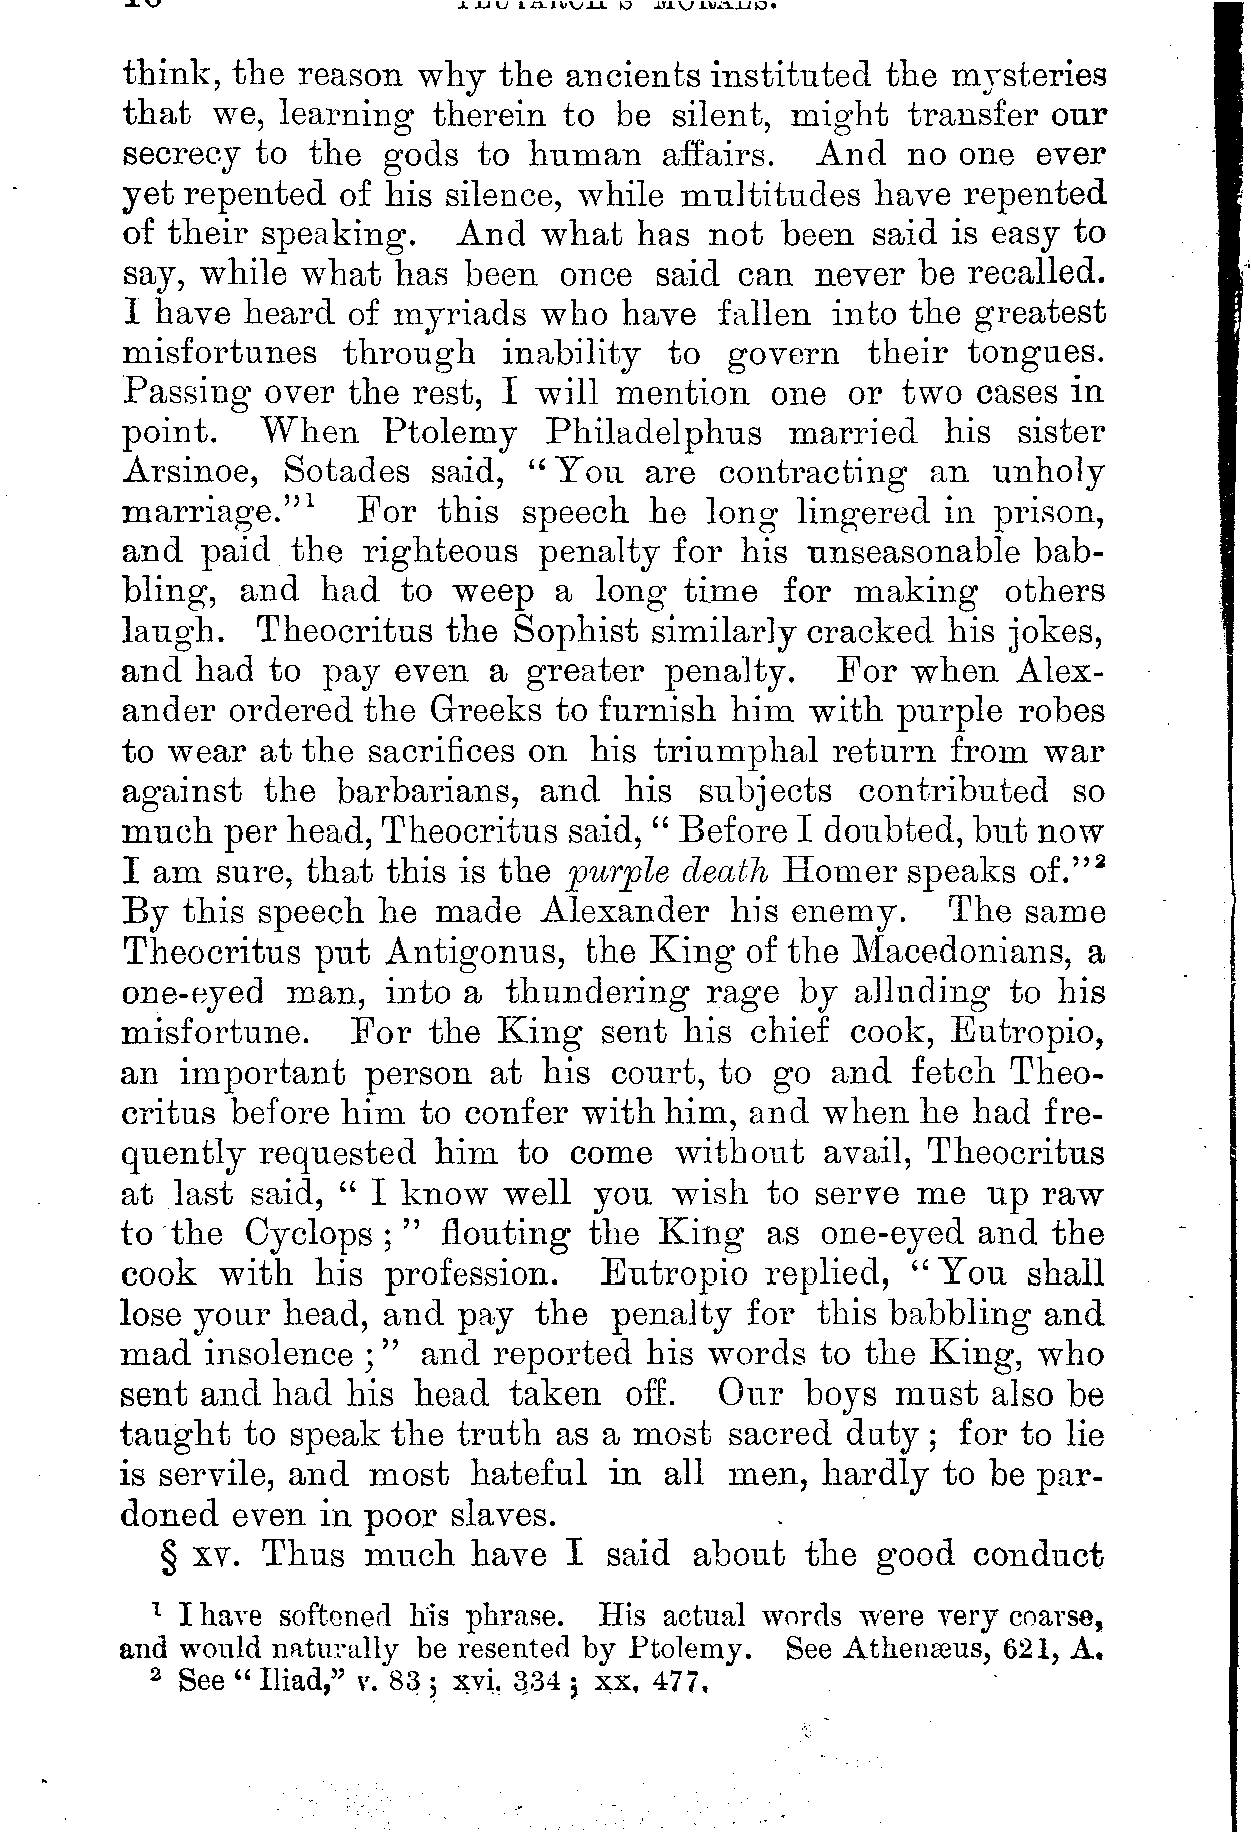 think, the reason why the ancients instituted the mysteries
that we, learning therein to be silent, might transfer our
secrecy to the gods to human affairs. And no one ever
yet repented of his silence, while multitudes have repented
of their speaking. And what has not been said is easy to
say, while what has been once said can never be recalled.
I have heard of myriads who have fallen into the greatest
misfortunes through inability to govern their tongues.
Passing over the rest, I will mention one or two cases in
point. When Ptolemy Philadelphus married his sister
Arsinoe, Sotades said, “You are contracting an unholy
marriage.”¹ For this speech he long lingered in prison,
and paid the righteous penalty for his unseasonable bab-
bling, and had to weep a long time for making others
laugh. Theocritus the Sophist similarly cracked his jokes,
and had to pay even a greater penalty. For when Alex-
ander ordered the Greeks to furnish him with purple robes
to wear at the sacrifices on his triumphal return from war
against the barbarians, and his subjects contributed so
much per head, Theocritus said, “Before I doubted, but now
I am sure, that this is the purple death Homer speaks of.”²
By this speech he made Alexander his enemy. The same
Theocritus put Antigonus, the King of the Macedonians, a
one-eyed man, into a thundering rage by alluding to his
misfortune. For the King sent his chief cook, Eutropio,
an important person at his court, to go and fetch Theo-
critus before him to confer with him, and when he had fre-
quently requested him to come without avail, Theocritus
at last said, “I know well you wish to serve me up raw
to the Cyclops;” flouting the King as one-eyed and the
cook with his profession. Eutropio replied, “You shall
lose your head, and pay the penalty for this babbling and
mad insolence;” and reported his words to the King, who
sent and had his head taken off. Our boys must also be
taught to speak the truth as a most sacred duty; for to lie
is servile, and most hateful in all men, hardly to be par-
doned even in poor slaves.
§ XV. Thus much have I said about the good conduct
¹ I have softened his phrase. His actual words were very coarse,
and would naturally be resented by Ptolemy. See Athenæus, 621, A.
² See “Iliad,” v. 83; xvi. 334; xx. 477.